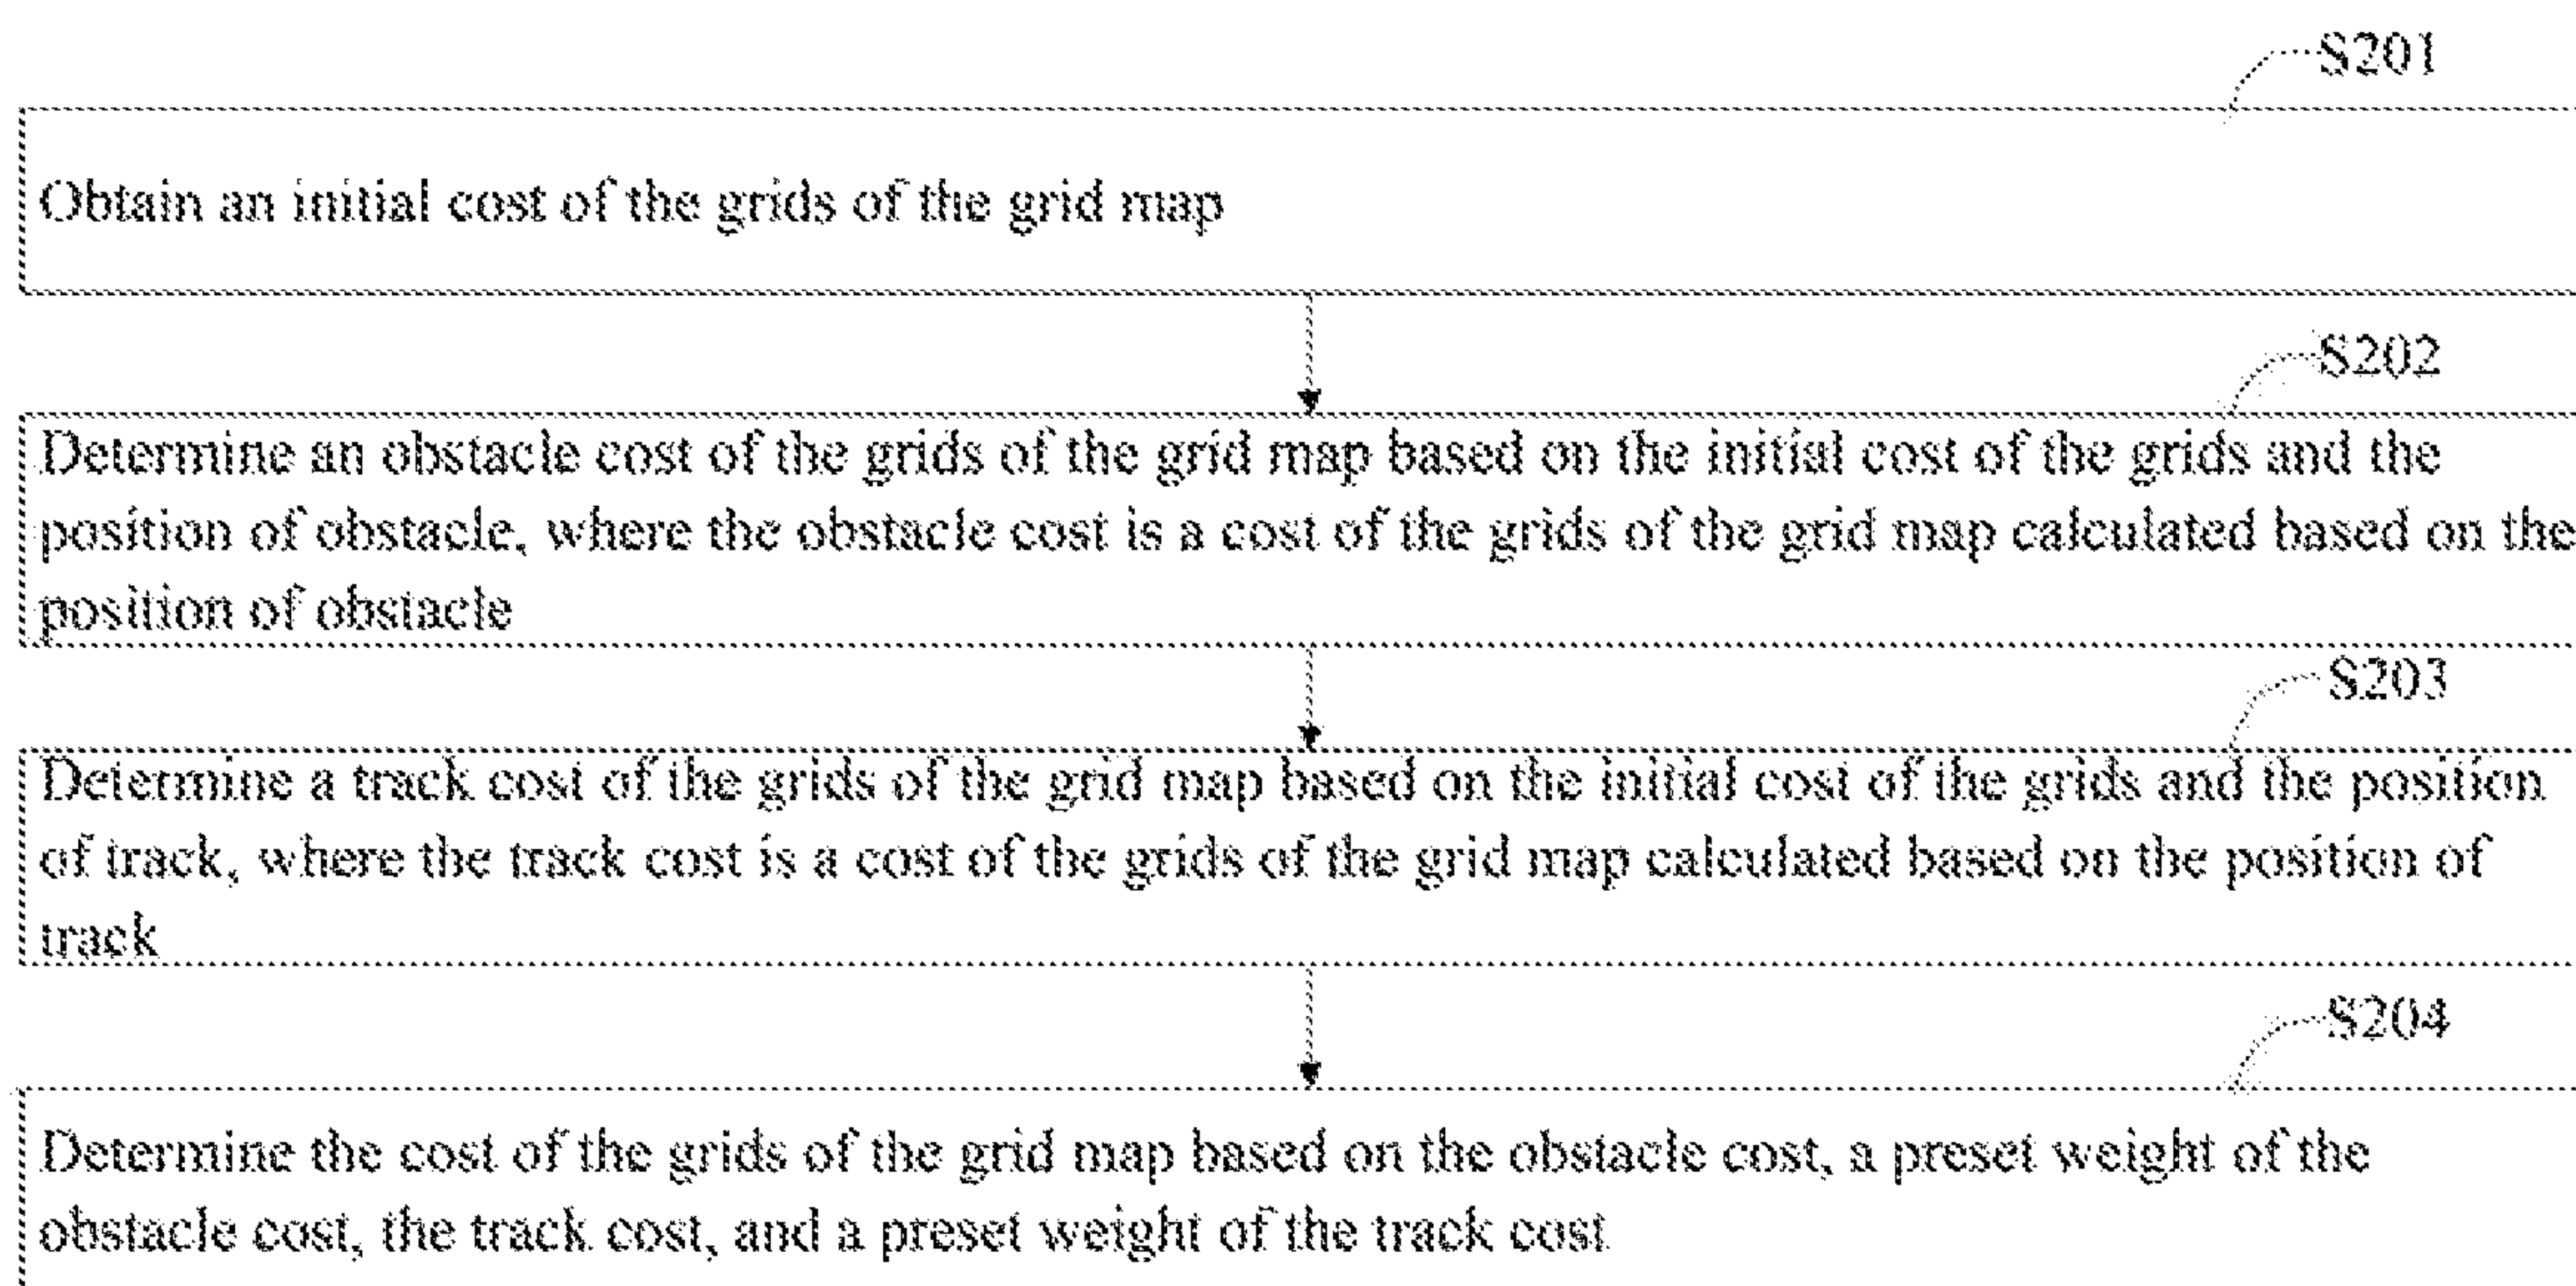 S201
Obtain an initial cost of the grids of the grid map
S202
Determine an obstacle cost of the grids of the grid map based on the initial cost of the grids and the
position of obstacle, where the obstacle cost is a cost of the grids of the grid map calculated based on the
position of obstacle
S203
Determine a track cost of the grids of the grid map based on the initial cost of the grids and the position
of track, where the track cost is a cost of the grids of the grid map calculated based on the position of
track
S204
Determine the cost of the grids of the grid map based on the obstacle cost, a preset weight of the
obstacle cost, the track cost, and a preset weight of the track cost